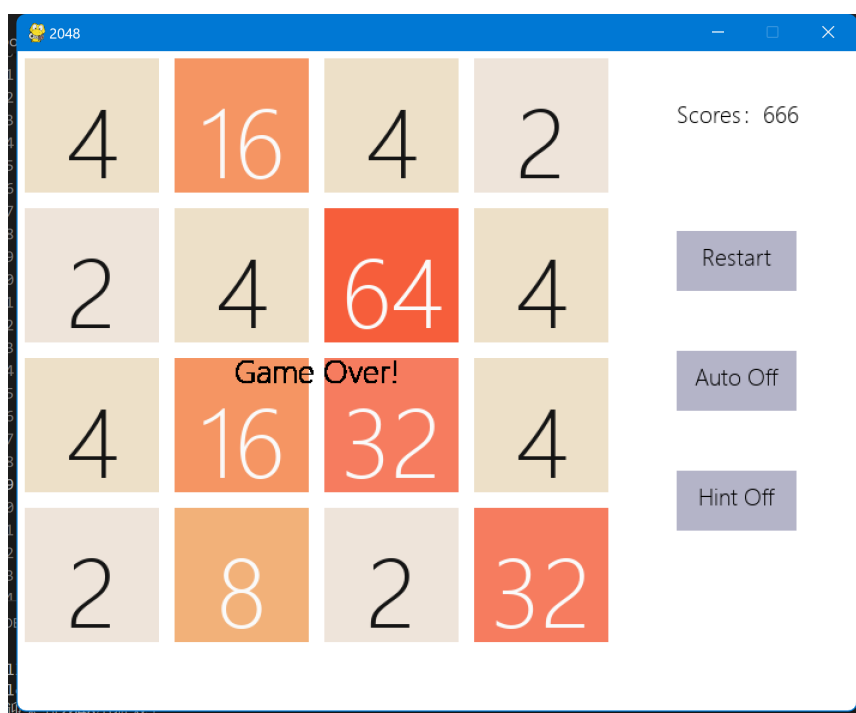 2048
4 16 4 2
Scores: 666
2 4 64 4
Restart
Game Over!
Auto Off
4 16 32 4
Hint Off
2 8 2 32